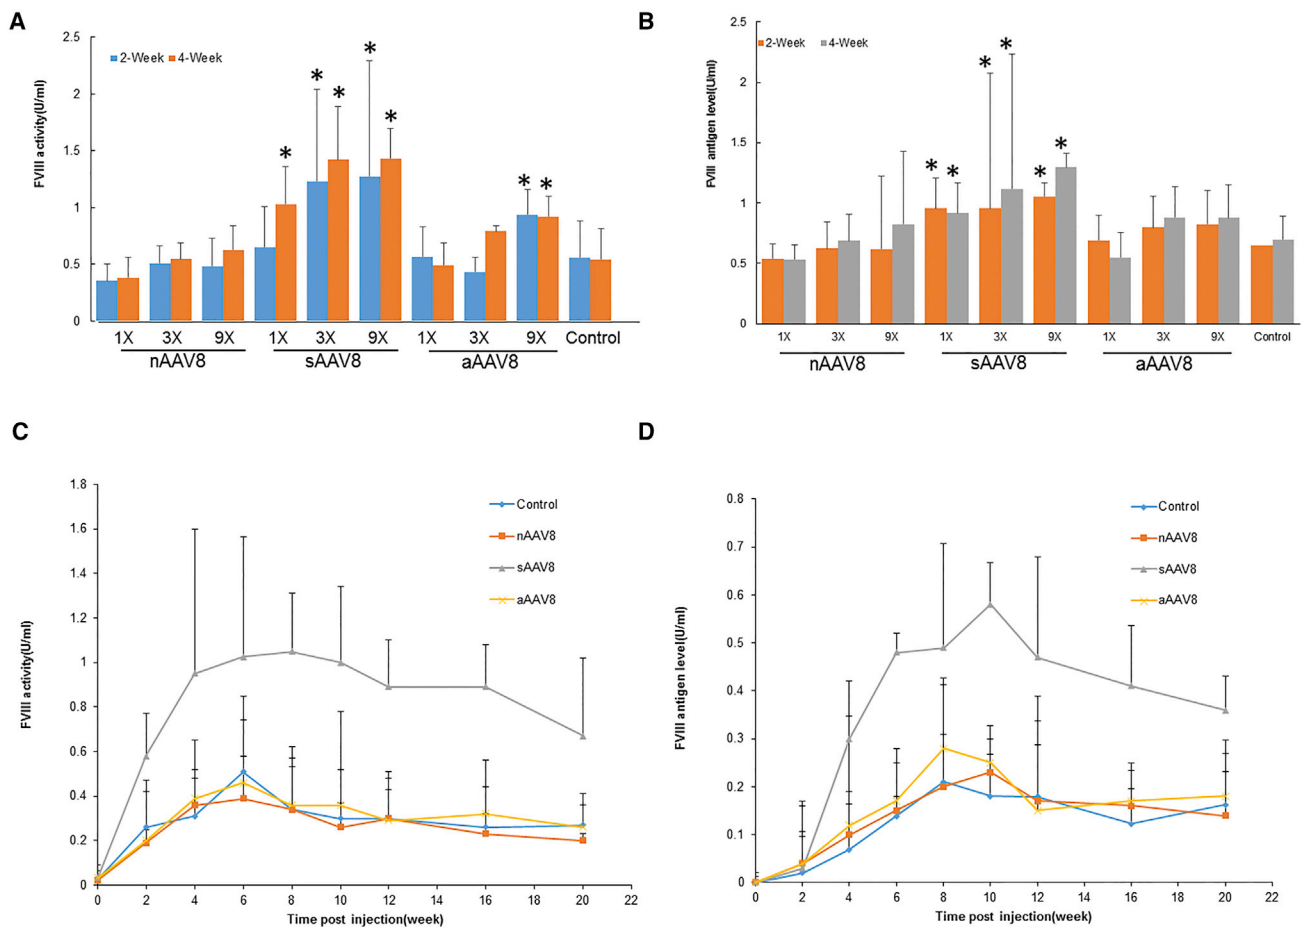 A
2.5
2
1.5
1
0.5
0
FVIII activity(U/ml)
2-Week 4-Week
* * * * * * * *
1X 3X 9X 1X 3X 9X 1X 3X 9X Control
nAAV8 sAAV8 aAAV8
B
2.5
2
1.5
1
0.5
0
FVIII antigen level(U/ml)
2-Week 4-Week
* * * * * *
1X 3X 9X 1X 3X 9X 1X 3X 9X Control
nAAV8 sAAV8 aAAV8
C
1.8
1.6
1.4
1.2
1
0.8
0.6
0.4
0.2
0
FVIII activity(U/ml)
Control
nAAV8
sAAV8
aAAV8
0 2 4 6 8 10 12 14 16 18 20 22
Time post injection(week)
D
0.8
0.7
0.6
0.5
0.4
0.3
0.2
0.1
0
FVIII antigen level(U/ml)
Control
nAAV8
sAAV8
aAAV8
0 2 4 6 8 10 12 14 16 18 20 22
Time post injection(week)